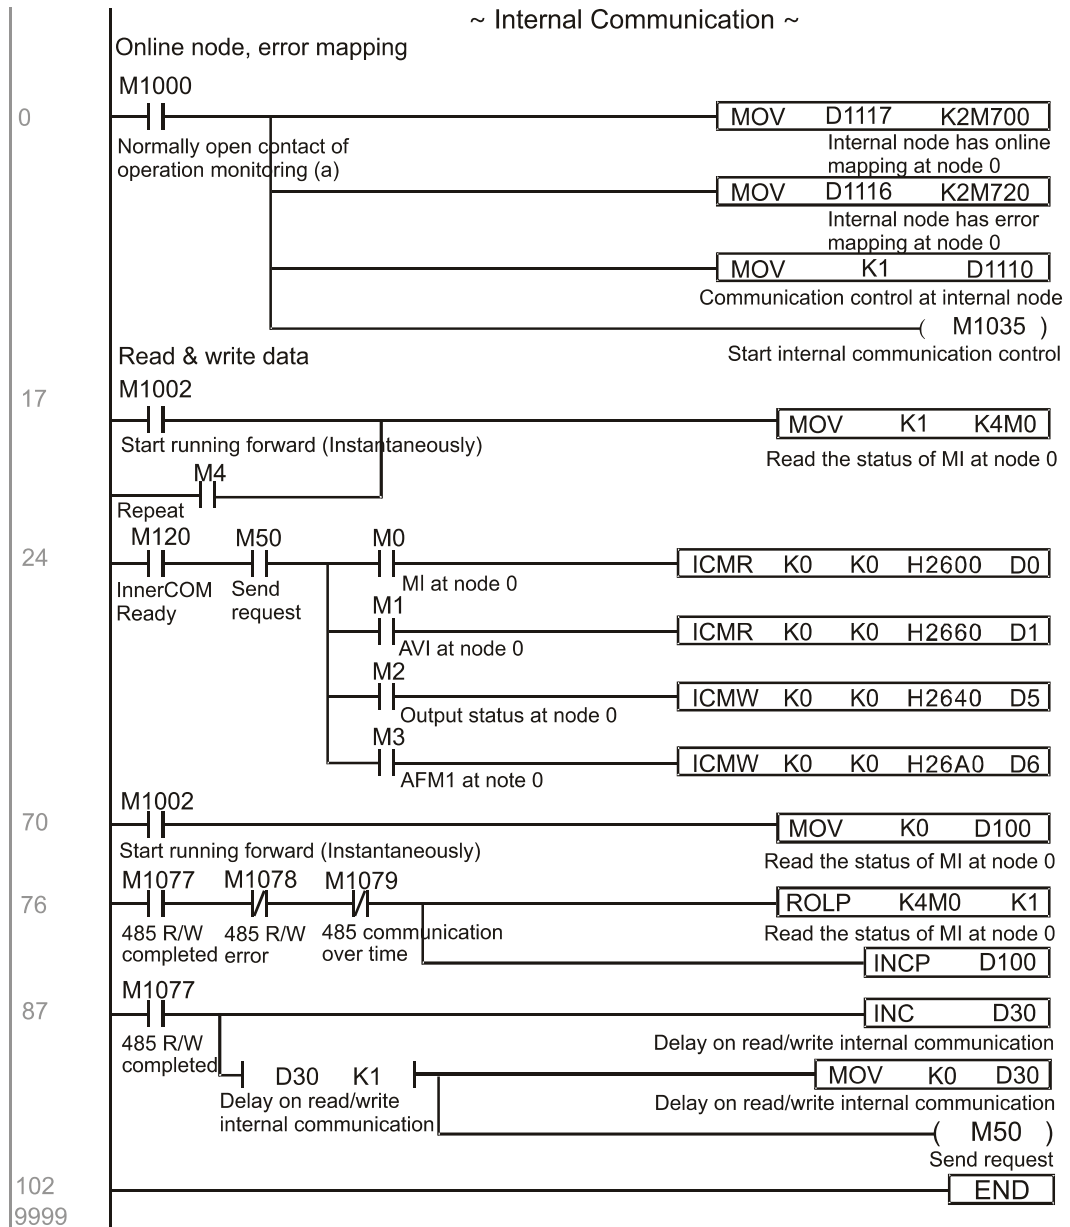 ~ Internal Communication ~
Online node, error mapping
M1000
0
MOV D1117 K2M700
Normally open contact of
operation monitoring (a)
Internal node has online
mapping at node 0
MOV D1116 K2M720
Internal node has error
mapping at node 0
MOV K1 D1110
Communication control at internal node
( M1035 )
Start internal communication control
Read & write data
M1002
17
MOV K1 K4M0
Start running forward (Instantaneously)
Read the status of MI at node 0
M4
Repeat
M120 M50 M0
24
ICMR K0 K0 H2600 D0
InnerCOM
Ready
Send
request
MI at node 0
M1
ICMR K0 K0 H2660 D1
AVI at node 0
M2
ICMW K0 K0 H2640 D5
Output status at node 0
M3
ICMW K0 K0 H26A0 D6
AFM1 at note 0
M1002
70
MOV K0 D100
Start running forward (Instantaneously)
Read the status of MI at node 0
M1077 M1078 M1079
76
ROLP K4M0 K1
485 R/W
completed
485 R/W
error
485 communication
over time
Read the status of MI at node 0
INCP D100
M1077
87
INC D30
485 R/W
completed
Delay on read/write internal communication
D30 K1
MOV K0 D30
Delay on read/write
internal communication
Delay on read/write internal communication
( M50 )
Send request
102
END
9999